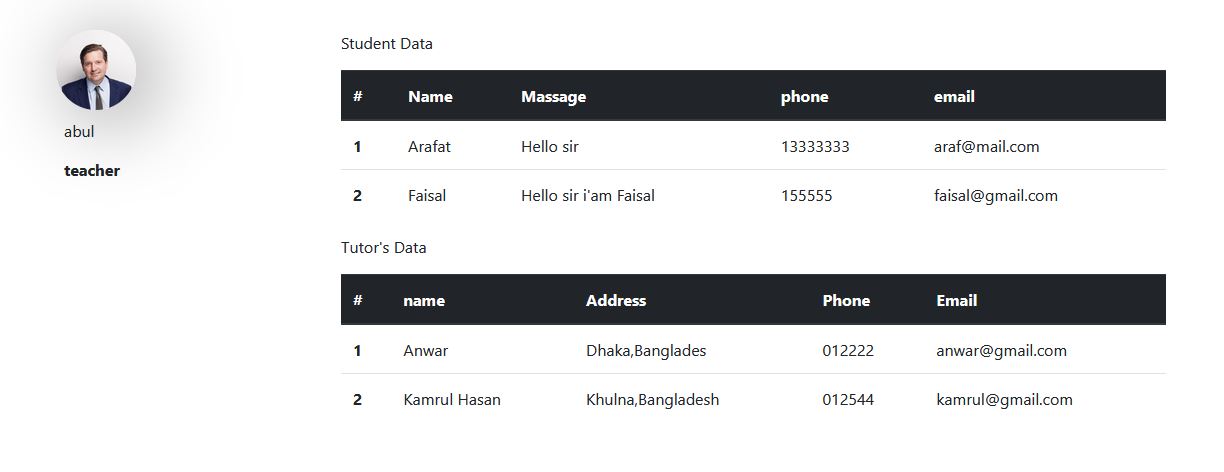 abul
teacher
Student Data
# Name Massage phone email
1 Arafat Hello sir 13333333 araf@mail.com
2 Faisal Hello sir i'am Faisal 155555 faisal@gmail.com
Tutor's Data
# name Address Phone Email
1 Anwar Dhaka,Banglades 012222 anwar@gmail.com
2 Kamrul Hasan Khulna,Bangladesh 012544 kamrul@gmail.com